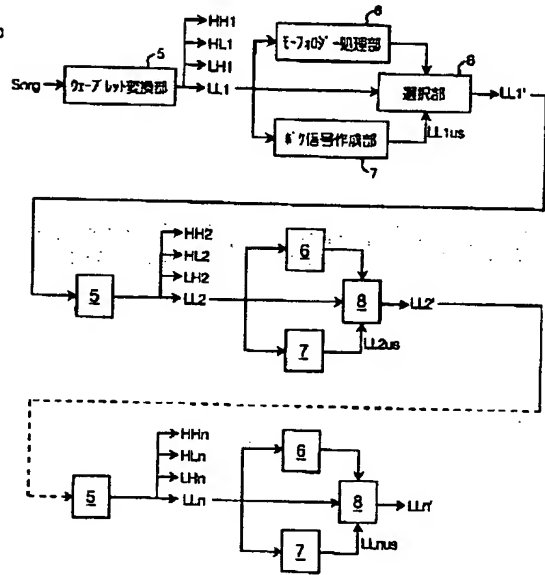 HH1
HL1
LH1
LL1
Sorg
ウェーブレット変換部
5
モーフォロジー処理部
6
選択部
8
LL1'
LL1us
ボケ信号作成部
7
HH2
HL2
LH2
LL2
5
6
8
LL2'
LL2us
7
HHn
HLn
LHn
LLn
5
6
8
LLn'
LLnus
7